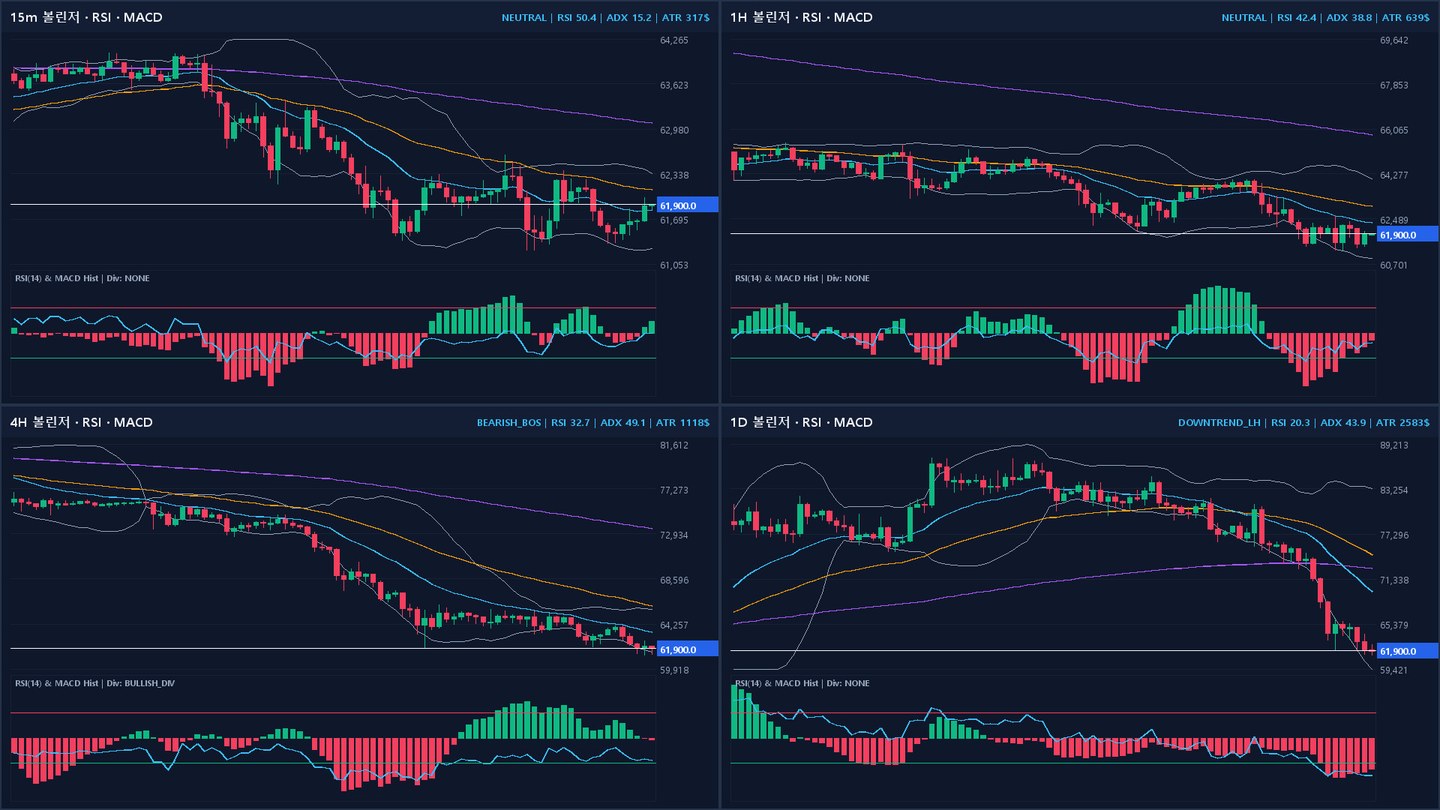 15m 볼린저 · RSI · MACD
NEUTRAL | RSI 50.4 | ADX 15.2 | ATR 317$
64,265
63,623
62,980
62,338
61,900.0
61,695
61,053
RSI(14) & MACD Hist | Div: NONE
1H 볼린저 · RSI · MACD
NEUTRAL | RSI 42.4 | ADX 38.8 | ATR 639$
69,642
67,853
66,065
64,277
62,489
61,900.0
60,701
RSI(14) & MACD Hist | Div: NONE
4H 볼린저 · RSI · MACD
BEARISH_BOS | RSI 32.7 | ADX 49.1 | ATR 1118$
81,612
77,273
72,934
68,596
64,257
61,900.0
59,918
RSI(14) & MACD Hist | Div: BULLISH_DIV
1D 볼린저 · RSI · MACD
DOWNTREND_LH | RSI 20.3 | ADX 43.9 | ATR 2583$
89,213
83,254
77,296
71,338
65,379
61,900.0
59,421
RSI(14) & MACD Hist | Div: NONE